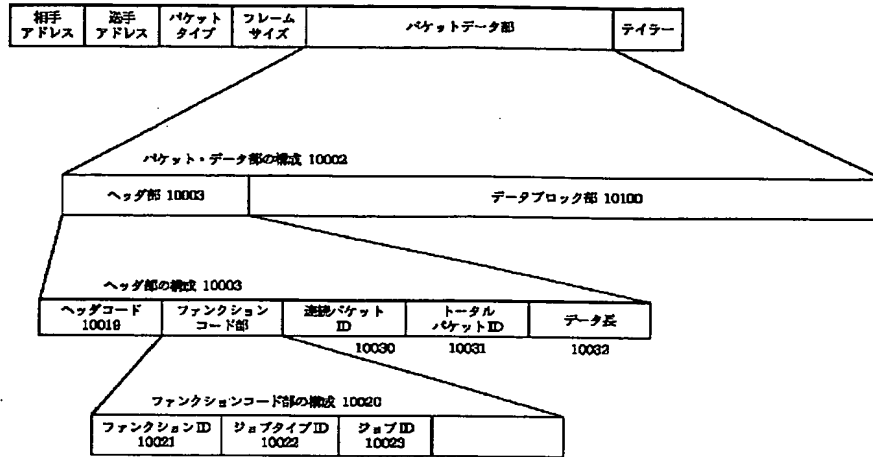 相手
アドレス
送手
アドレス
パケット
タイプ
フレーム
サイズ
パケットデータ部
テイラー
パケット・データ部の構成 10002
ヘッダ部 10003
データブロック部 10100
ヘッダ部の構成 10003
ヘッダコード
10019
ファンクション
コード部
連続パケット
ID
トータル
パケットID
データ長
10030
10031
10032
ファンクションコード部の構成 10020
ファンクションID
10021
ジョブタイプID
10022
ジョブID
10023